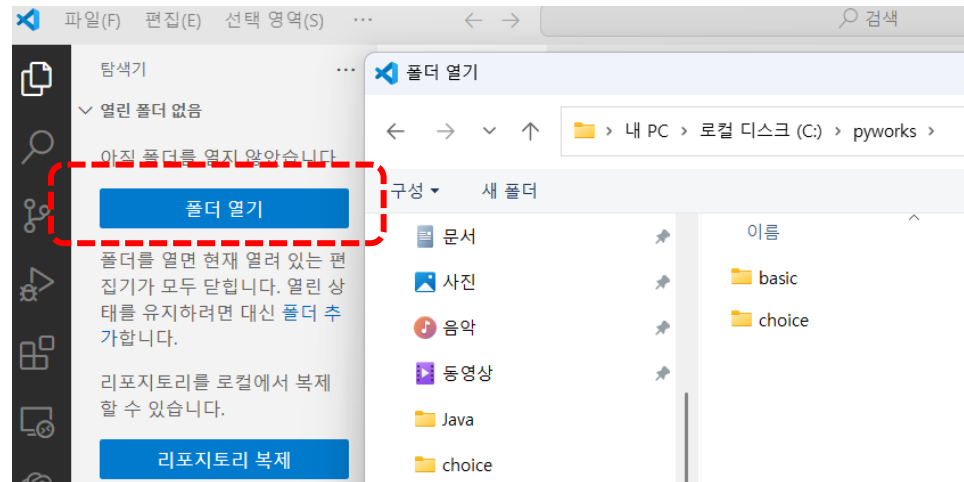 파일(F) 편집(E) 선택 영역(S) ···
검색
탐색기 ···
열린 폴더 없음
아직 폴더를 열지 않았습니다
폴더 열기
폴더를 열면 현재 열려 있는 편
집기가 모두 닫힙니다. 열린 상
태를 유지하려면 대신 폴더 추
가합니다.
리포지토리를 로컬에서 복제
할 수 있습니다.
리포지토리 복제
폴더 열기
내 PC > 로컬 디스크 (C:) > pyworks >
구성 새 폴더
문서
사진
음악
동영상
Java
choice
이름
basic
choice